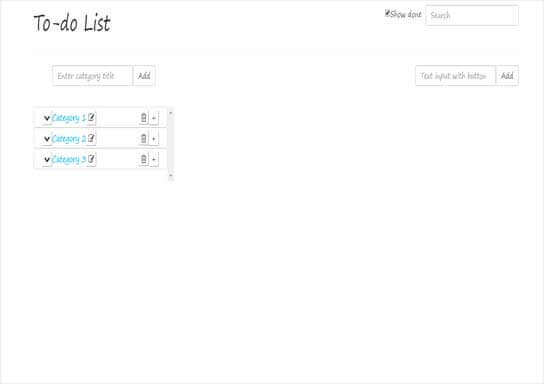 To-do List
Show done
Search
Enter category title
Add
Text input with button
Add
Category 1
+
Category 2
+
Category 3
+